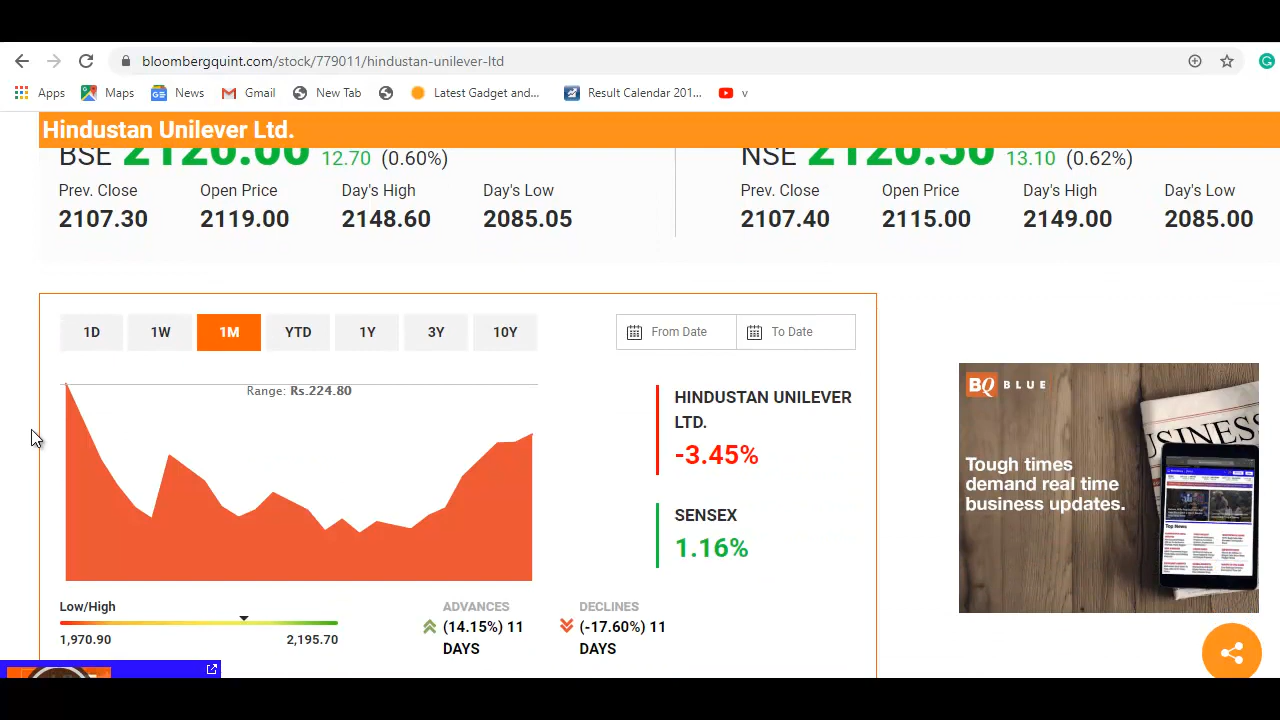 bloombergquint.com/stock/779011/hindustan-unilever-ltd
Apps Maps News Gmail New Tab Latest Gadget and... Result Calendar 201... v
Hindustan Unilever Ltd.
BSE 2120.00 12.70 (0.60%)
Prev. Close Open Price Day's High Day's Low
2107.30 2119.00 2148.60 2085.05
NSE 2120.50 13.10 (0.62%)
Prev. Close Open Price Day's High Day's Low
2107.40 2115.00 2149.00 2085.00
1D 1W 1M YTD 1Y 3Y 10Y
From Date To Date
Range: Rs.224.80
HINDUSTAN UNILEVER
LTD.
-3.45%
SENSEX
1.16%
Low/High
1,970.90 2,195.70
ADVANCES
(14.15%) 11
DAYS
DECLINES
(-17.60%) 11
DAYS
BQ BLUE
Tough times
demand real time
business updates.